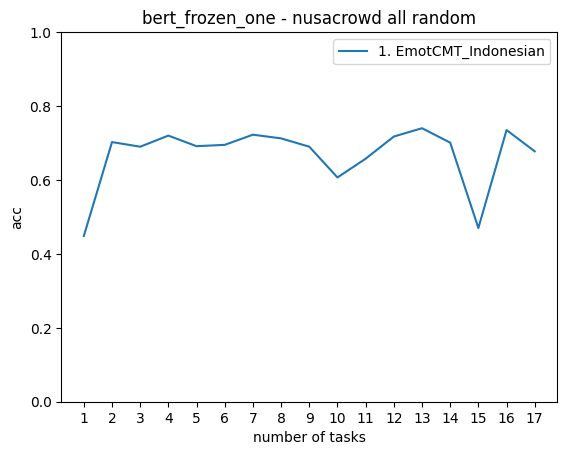 bert_frozen_one - nusacrowd all random
1. EmotCMT_Indonesian
1.0
0.8
0.6
0.4
0.2
0.0
acc
1 2 3 4 5 6 7 8 9 10 11 12 13 14 15 16 17
number of tasks